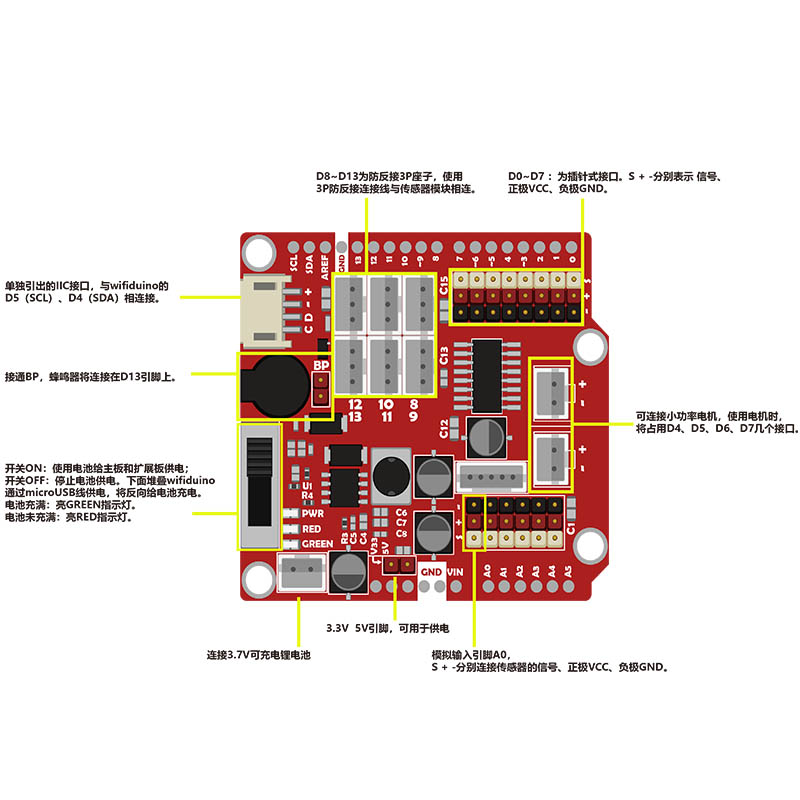 D8~D13为防反接3P座子，使用
3P防反接连接线与传感器模块相连。
D0~D7 ：为插针式接口。S + -分别表示 信号、
正极VCC、负极GND。
单独引出的IIC接口，与wifiduino的
D5（SCL）、D4（SDA）相连接。
接通BP，蜂鸣器将连接在D13引脚上。
开关ON：使用电池给主板和扩展板供电；
开关OFF：停止电池供电。下面堆叠wifiduino
通过microUSB线供电，将反向给电池充电。
电池充满：亮GREEN指示灯。
电池未充满：亮RED指示灯。
可连接小功率电机，使用电机时，
将占用D4、D5、D6、D7几个接口。
SCL
SDA
AREF
GND
13
12
11
10
~9
8
7
~6
~5
4
~3
2
1
0
C15
S
+
-
C D - +
BP
C13
12 10 8
13 11 9
C12
+
-
+
-
U1
R4
PWR
RED
GREEN
R3
C5
C4
C6
C7
C8
V33
5V
GND
VIN
S
+
-
C1
A0
A1
A2
A3
A4
A5
3.3V 5V引脚，可用于供电
连接3.7V可充电锂电池
模拟输入引脚A0，
S + -分别连接传感器的信号、正极VCC、负极GND。